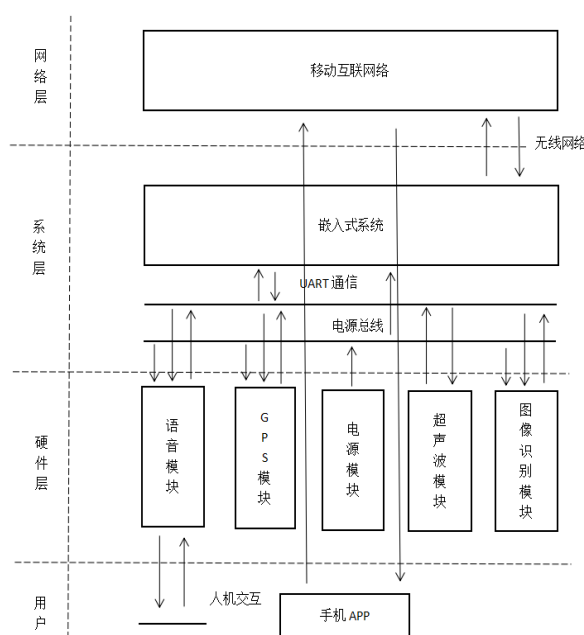 网络层
移动互联网络
无线网络
系统层
嵌入式系统
UART 通信
电源总线
硬件层
语音模块
GPS模块
电源模块
超声波模块
图像识别模块
用户
人机交互
手机 APP